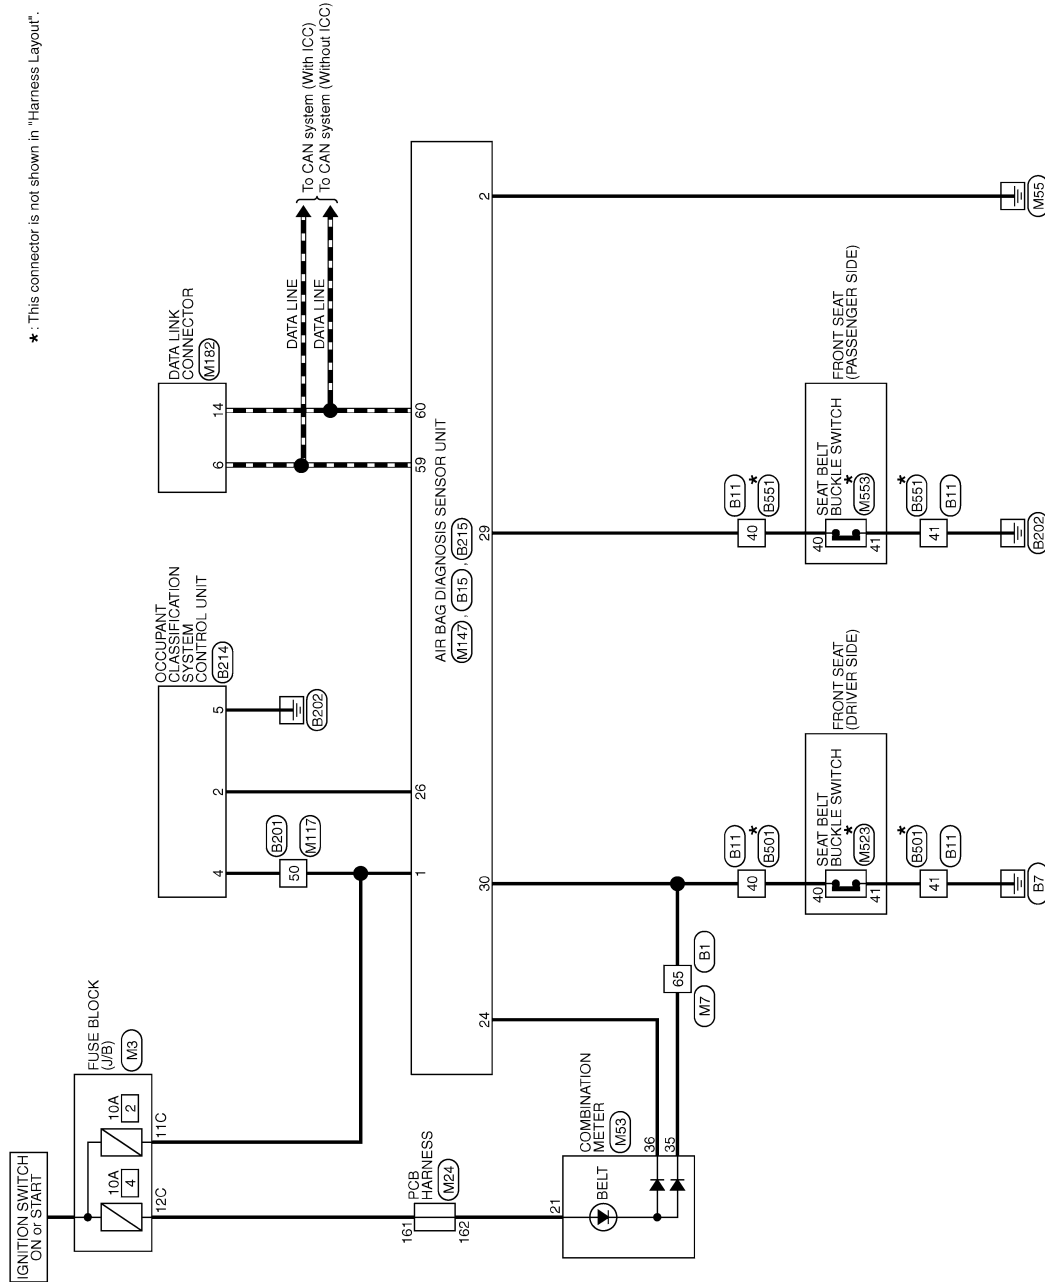 IGNITION SWITCH
ON or START
FUSE BLOCK
(J/B)
M3
10A
4
10A
2
12C
11C
OCCUPANT
CLASSIFICATION
SYSTEM
CONTROL UNIT
B214
4
2
5
B202
50
B201
M117
DATA LINK
CONNECTOR
M182
6
14
DATA LINE
DATA LINE
To CAN system (With ICC)
To CAN system (Without ICC)
★ : This connector is not shown in "Harness Layout".
1
26
59
60
AIR BAG DIAGNOSIS SENSOR UNIT
M147 , B15 , B215
24
30
29
2
161
162
PCB
HARNESS
M24
21
COMBINATION
METER
M53
BELT
36
35
65
M7
B1
40
B11
★
B501
FRONT SEAT
(DRIVER SIDE)
SEAT BELT
BUCKLE SWITCH
★
M523
40
41
41
★
B501
B11
B7
40
B11
★
B551
FRONT SEAT
(PASSENGER SIDE)
SEAT BELT
BUCKLE SWITCH
★
M553
40
41
41
★
B551
B11
B202
M55